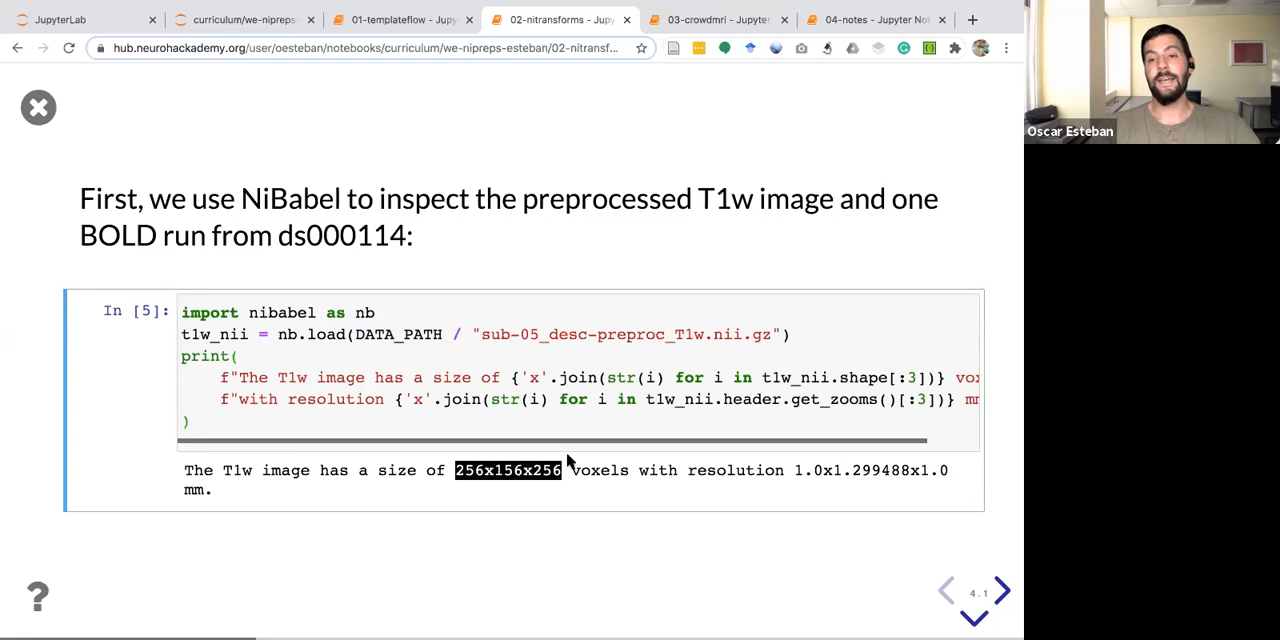 JupyterLab
curriculum/we-nipreps-
01-templateflow - Jupy
02-nitransforms - Jupy
03-crowdmri - Jupyter
04-notes - Jupyter Not
hub.neurohackademy.org/user/oesteban/notebooks/curriculum/we-nipreps-esteban/02-nitransf...
Oscar Esteban
First, we use NiBabel to inspect the preprocessed T1w image and one
BOLD run from ds000114:
In [5]:
import nibabel as nb
t1w_nii = nb.load(DATA_PATH / "sub-05_desc-preproc_T1w.nii.gz")
print(
f"The T1w image has a size of {'x'.join(str(i) for i in t1w_nii.shape[:3])} vox
f"with resolution {'x'.join(str(i) for i in t1w_nii.header.get_zooms()[:3])} mm
)
The T1w image has a size of 256x156x256 voxels with resolution 1.0x1.299488x1.0
mm.
?
4.1